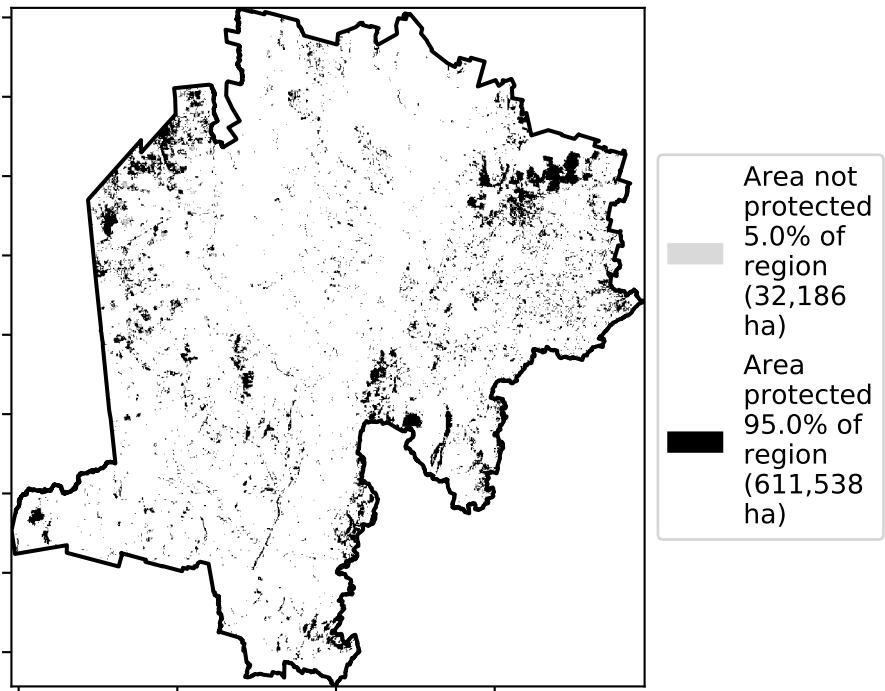 Area not
protected
5.0% of
region
(32,186
ha)
Area
protected
95.0% of
region
(611,538
ha)